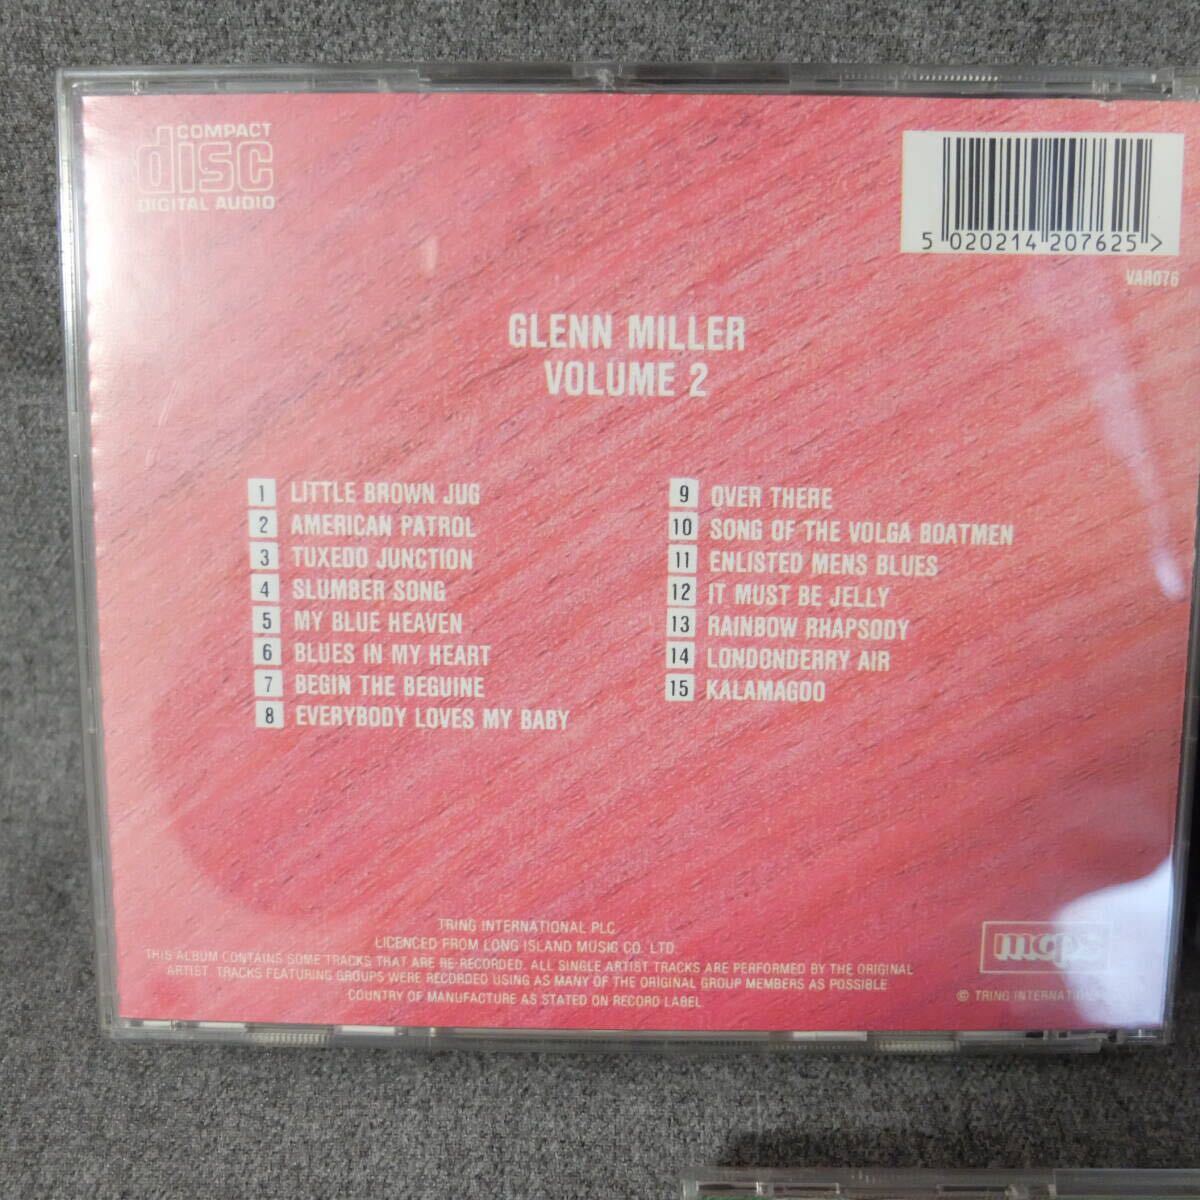 COMPACT
disc
DIGITAL AUDIO
5 020214 207625 >
VAR076
GLENN MILLER
VOLUME 2
1 LITTLE BROWN JUG
2 AMERICAN PATROL
3 TUXEDO JUNCTION
4 SLUMBER SONG
5 MY BLUE HEAVEN
6 BLUES IN MY HEART
7 BEGIN THE BEGUINE
8 EVERYBODY LOVES MY BABY
9 OVER THERE
10 SONG OF THE VOLGA BOATMEN
11 ENLISTED MENS BLUES
12 IT MUST BE JELLY
13 RAINBOW RHAPSODY
14 LONDONDERRY AIR
15 KALAMAGOO
TRING INTERNATIONAL PLC
LICENCED FROM LONG ISLAND MUSIC CO. LTD.
THIS ALBUM CONTAINS SOME TRACKS THAT ARE RE-RECORDED. ALL SINGLE ARTIST TRACKS ARE PERFORMED BY THE ORIGINAL
ARTIST. TRACKS FEATURING GROUPS WERE RECORDED USING AS MANY OF THE ORIGINAL GROUP MEMBERS AS POSSIBLE
COUNTRY OF MANUFACTURE AS STATED ON RECORD LABEL
mcps
© TRING INTERNATIONAL